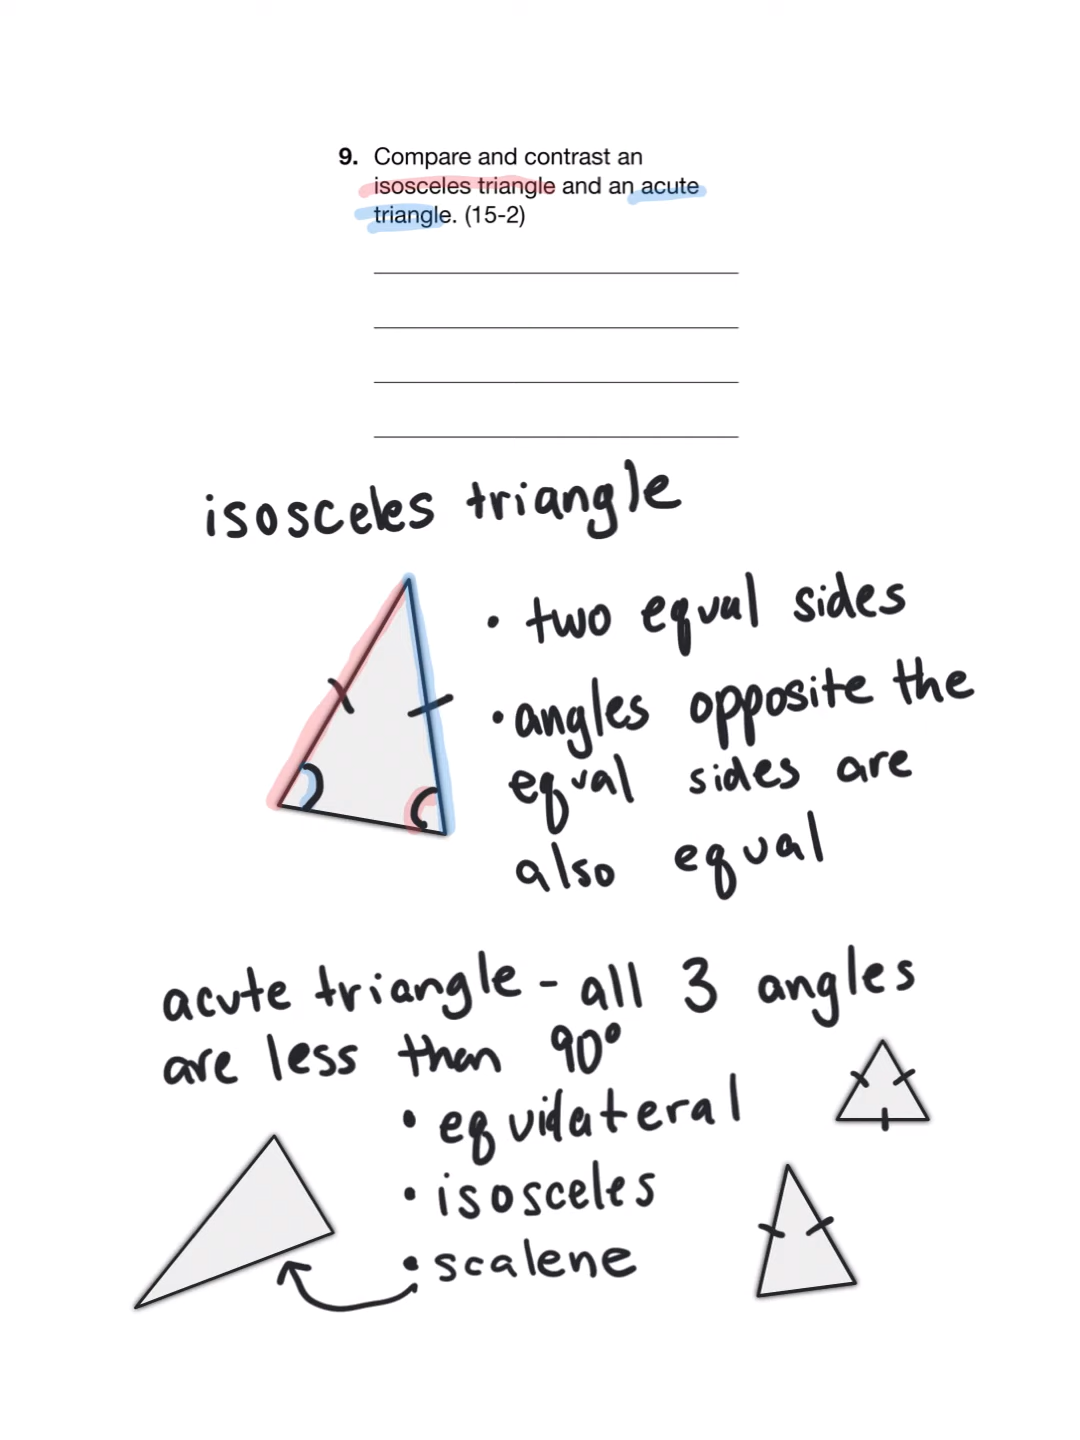 9. Compare and contrast an
isosceles triangle and an acute
triangle. (15-2)
isosceles triangle
• two equal sides
• angles opposite the
equal sides are
also equal
acute triangle - all 3 angles
are less than 90°
• equilateral
• isosceles
• scalene